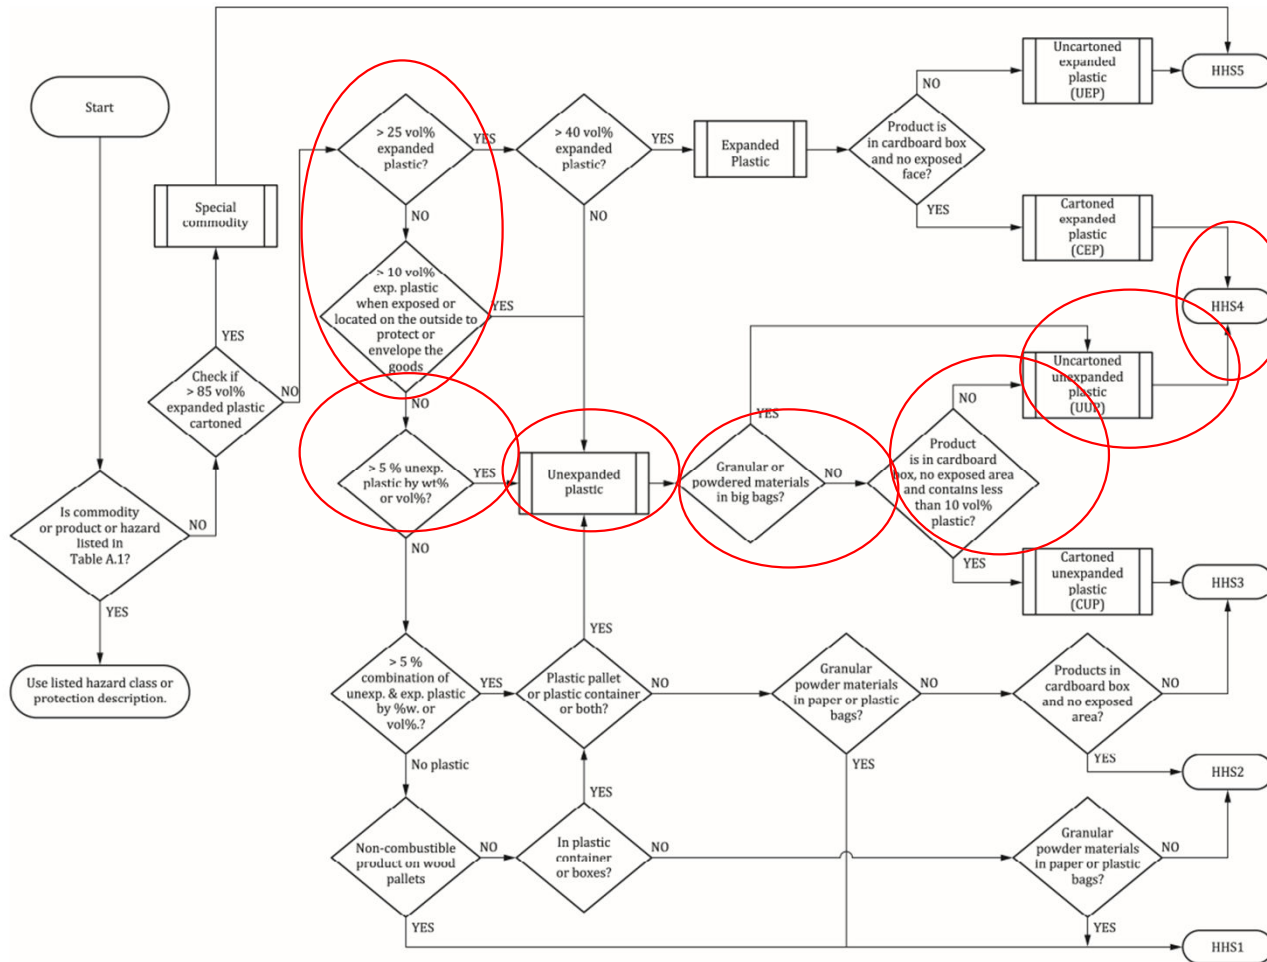 Start
Is commodity
or product or hazard
listed in
Table A.1?
NO
YES
Use listed hazard class or
protection description.
Special
commodity
YES
Check if
> 85 vol%
expanded plastic
cartoned
NO
> 25 vol%
expanded
plastic?
YES
NO
> 10 vol%
exp. plastic
when exposed or
located on the outside to
protect or
envelope the
goods
YES
NO
> 5 % unexp.
plastic by wt%
or vol%?
YES
NO
> 5 %
combination of
unexp. & exp. plastic
by %w. or
vol%.?
YES
No plastic
Non-combustible
product on wood
pallets
NO
YES
> 40 vol%
expanded
plastic?
YES
NO
Unexpanded
plastic
YES
Plastic pallet
or plastic container
or both?
NO
YES
In plastic
container
or boxes?
Expanded
Plastic
YES
Granular or
powdered materials
in big bags?
NO
Granular
powder materials
in paper or plastic
bags?
NO
YES
NO
Product is
in cardboard box
and no exposed
face?
YES
NO
Product
is in cardboard
box, no exposed area
and contains less
than 10 vol%
plastic?
YES
Uncartoned
expanded
plastic
(UEP)
Cartoned
expanded
plastic
(CEP)
Uncartoned
unexpanded
plastic
(UUP)
Cartoned
unexpanded
plastic
(CUP)
Products in
cardboard box
and no exposed
area?
YES
Granular
powder materials
in paper or plastic
bags?
NO
YES
HHS5
HHS4
HHS3
HHS2
HHS1